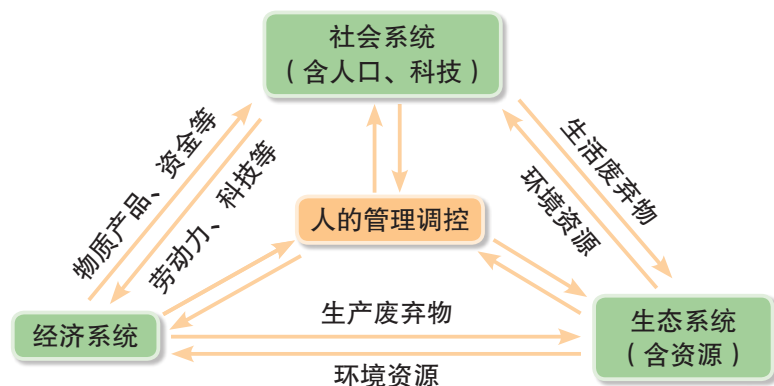 社会系统
（含人口、科技）
物质产品、资金等
劳动力、科技等
生活废弃物
环境资源
人的管理调控
经济系统
生产废弃物
环境资源
生态系统
（含资源）